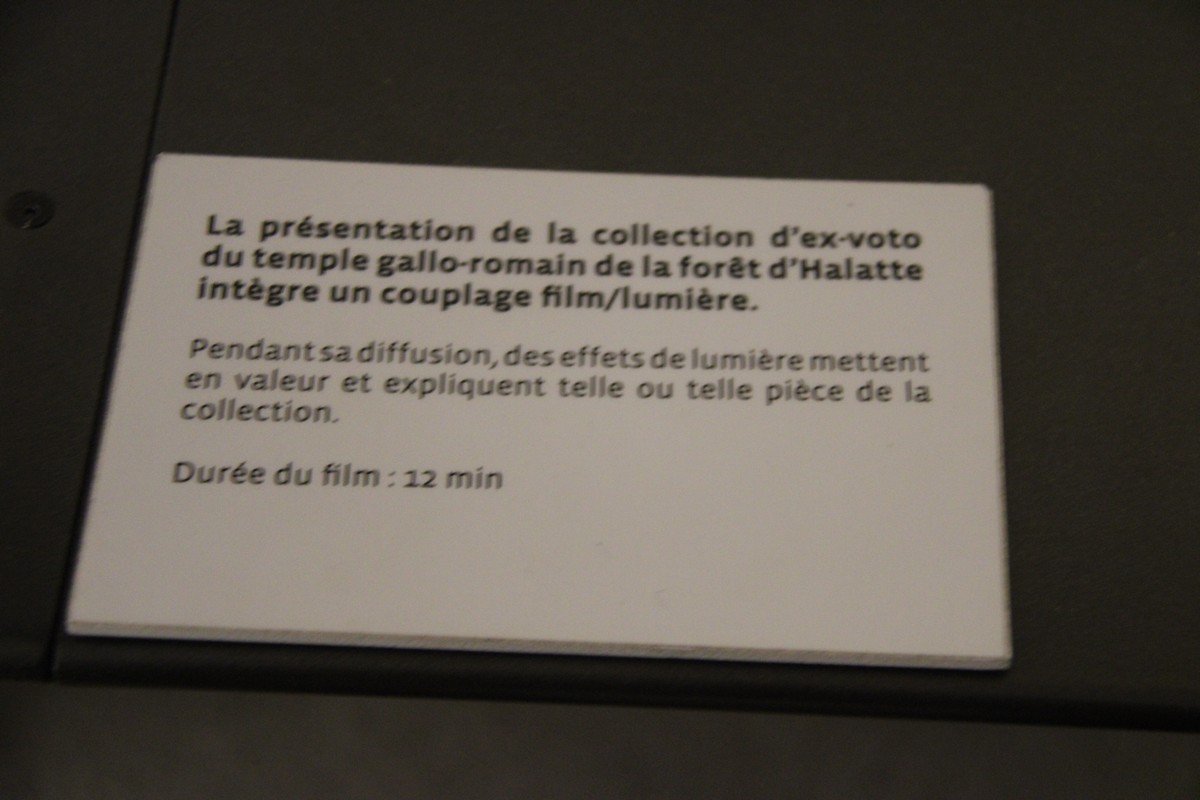 La présentation de la collection d'ex-voto
du temple gallo-romain de la forêt d'Halatte
intègre un couplage film/lumière.
Pendant sa diffusion, des effets de lumière mettent
en valeur et expliquent telle ou telle pièce de la
collection.
Durée du film : 12 min